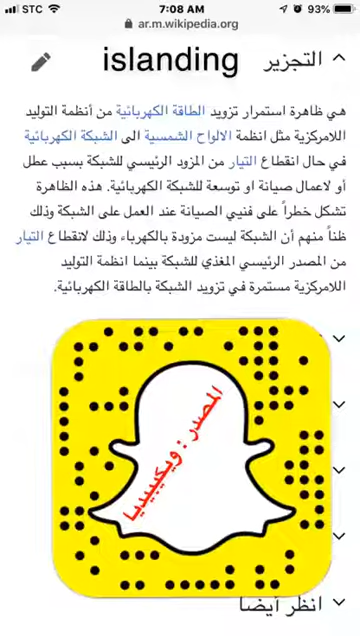 STC 7:08 AM 93%
ar.m.wikipedia.org
التجزير islanding
هي ظاهرة استمرار تزويد الطاقة الكهربائية من أنظمة التوليد
اللامركزية مثل انظمة الالواح الشمسية الى الشبكة الكهربائية
في حال انقطاع التيار من المزود الرئيسي للشبكة بسبب عطل
أو لاعمال صيانة او توسعة للشبكة الكهربائية. هذه الظاهرة
تشكل خطراً على فنيي الصيانة عند العمل على الشبكة وذلك
ظناً منهم أن الشبكة ليست مزودة بالكهرباء وذلك لانقطاع التيار
من المصدر الرئيسي المغذي للشبكة بينما انظمة التوليد
اللامركزية مستمرة في تزويد الشبكة بالطاقة الكهربائية.
المصدر : ويكيبيديا
انظر أيضا